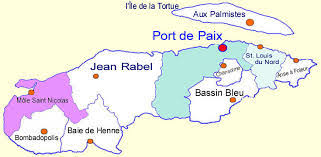 L'Île de la Tortue
Aux Palmistes
Port de Paix
St. Louis
du Nord
Anse à Foleur
Jean Rabel
Chansolme
Bassin Bleu
Môle Saint Nicolas
Bombadopolis
Baie de Henne